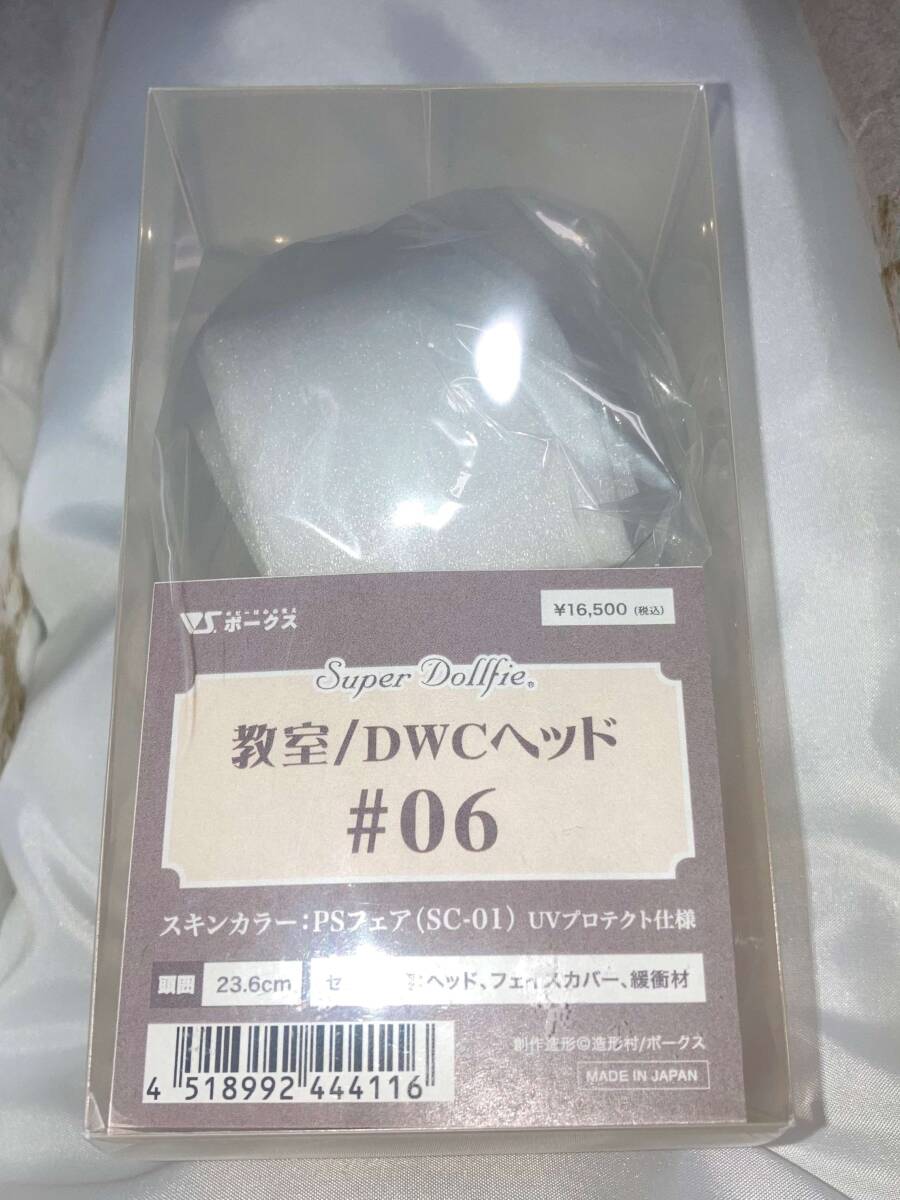 VS.
ボークス
¥16,500 (税込)
Super Dollfie®
教室/DWCヘッド
#06
スキンカラー:PSフェア(SC-01) UVプロテクト仕様
頭囲 23.6cm セ :ヘッド、フェイスカバー、緩衝材
創作造形©造形村/ボークス
MADE IN JAPAN
4 518992 444116